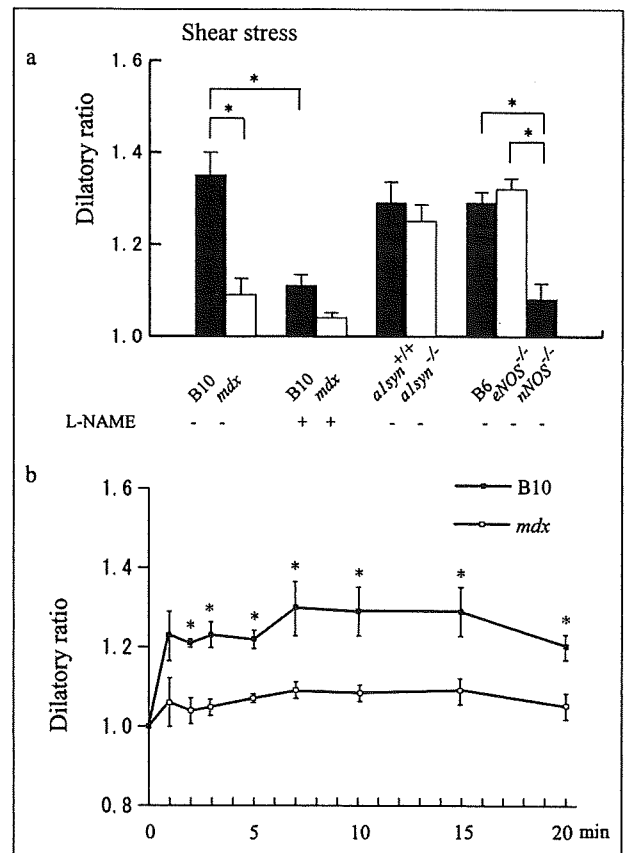 Shear stress
a
Dilatory ratio
1. 6
1. 4
1. 2
1. 0
*
*
*
*
B10
mdx
B10
mdx
a1syn+/+
a1syn-/-
B6
eNOS-/-
nNOS-/-
L-NAME
- - + + - - - - -
b
Dilatory ratio
1. 6
1. 4
1. 2
1. 0
0. 8
B10
mdx
* * * * * * *
0 5 10 15 20 min